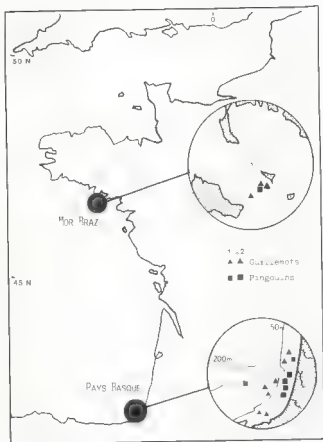 0
50 N
MOR BRAZ
1 2
▲ ▲ Guillemots
■ ■ Pingouins
45 N
50m
200m
PAYS BASQUE